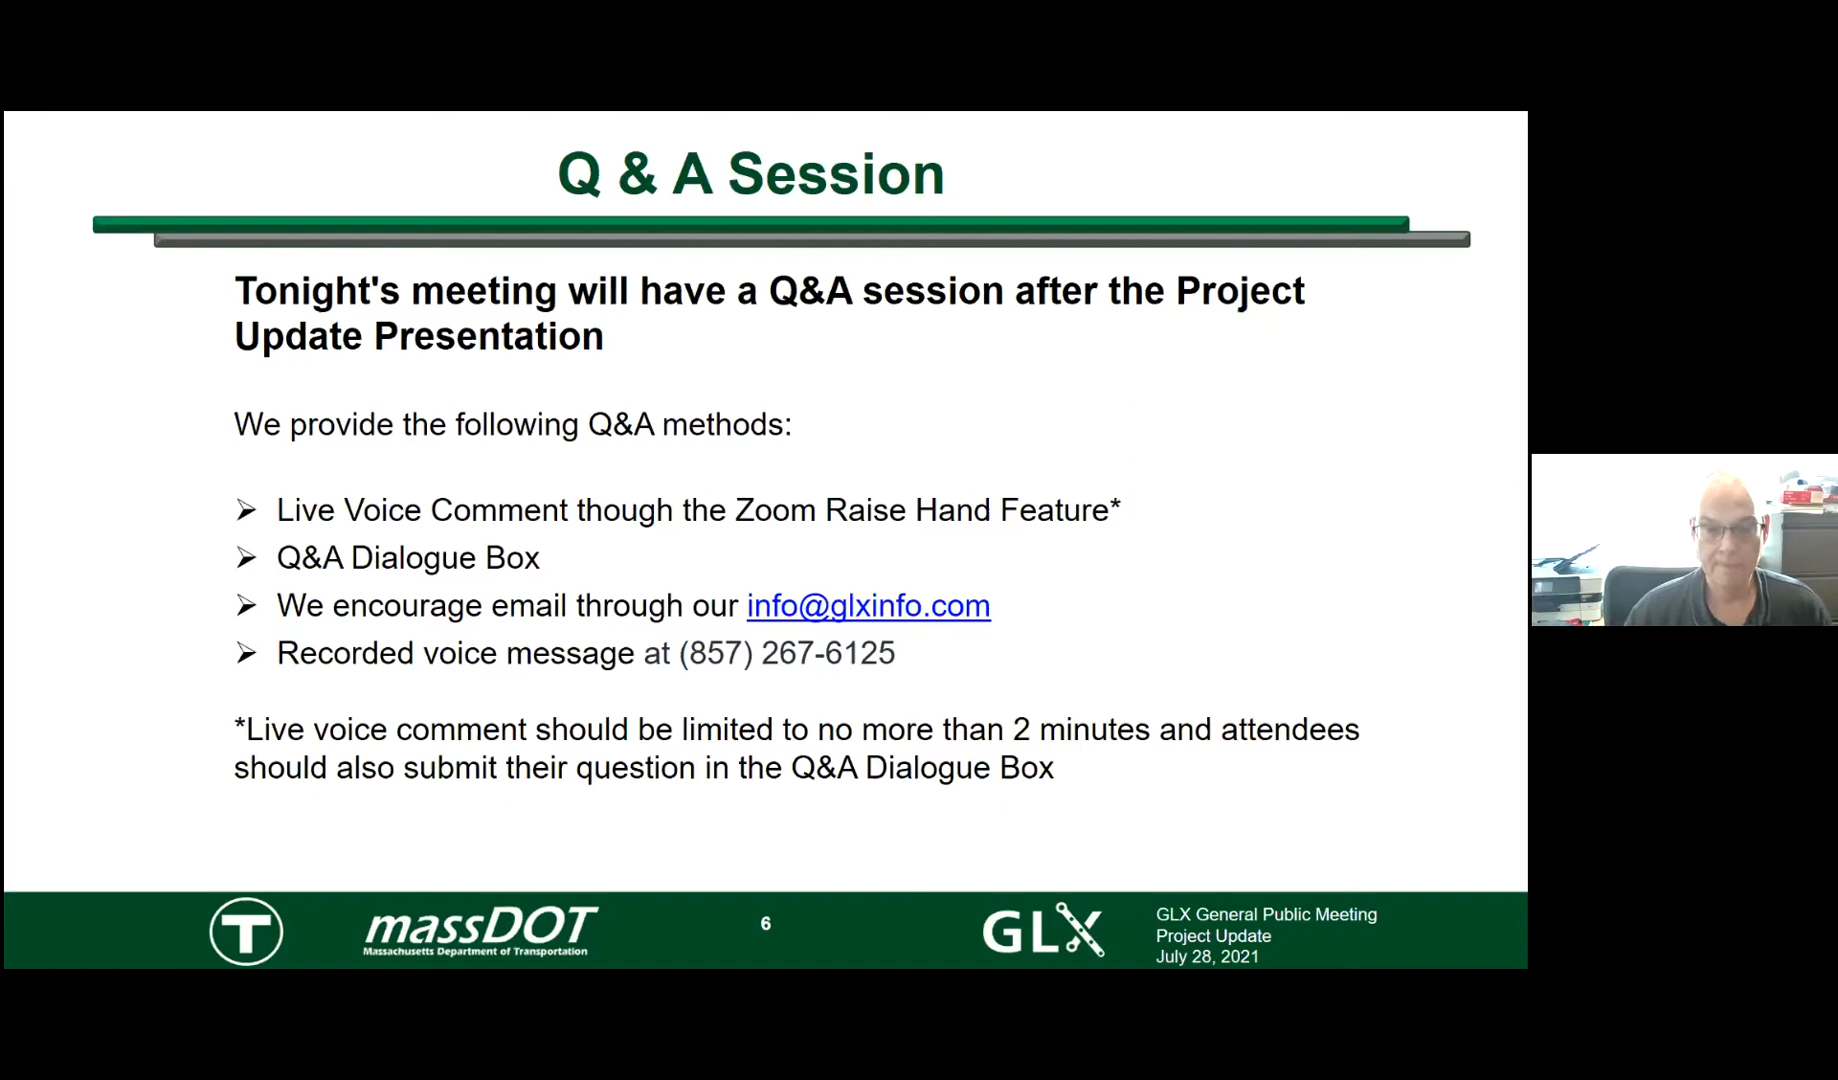 Q & A Session
Tonight's meeting will have a Q&A session after the Project
Update Presentation
We provide the following Q&A methods:
Live Voice Comment though the Zoom Raise Hand Feature*
Q&A Dialogue Box
We encourage email through our info@glxinfo.com
Recorded voice message at (857) 267-6125
*Live voice comment should be limited to no more than 2 minutes and attendees
should also submit their question in the Q&A Dialogue Box
T
massDOT
Massachusetts Department of Transportation
6
GLX
GLX General Public Meeting
Project Update
July 28, 2021